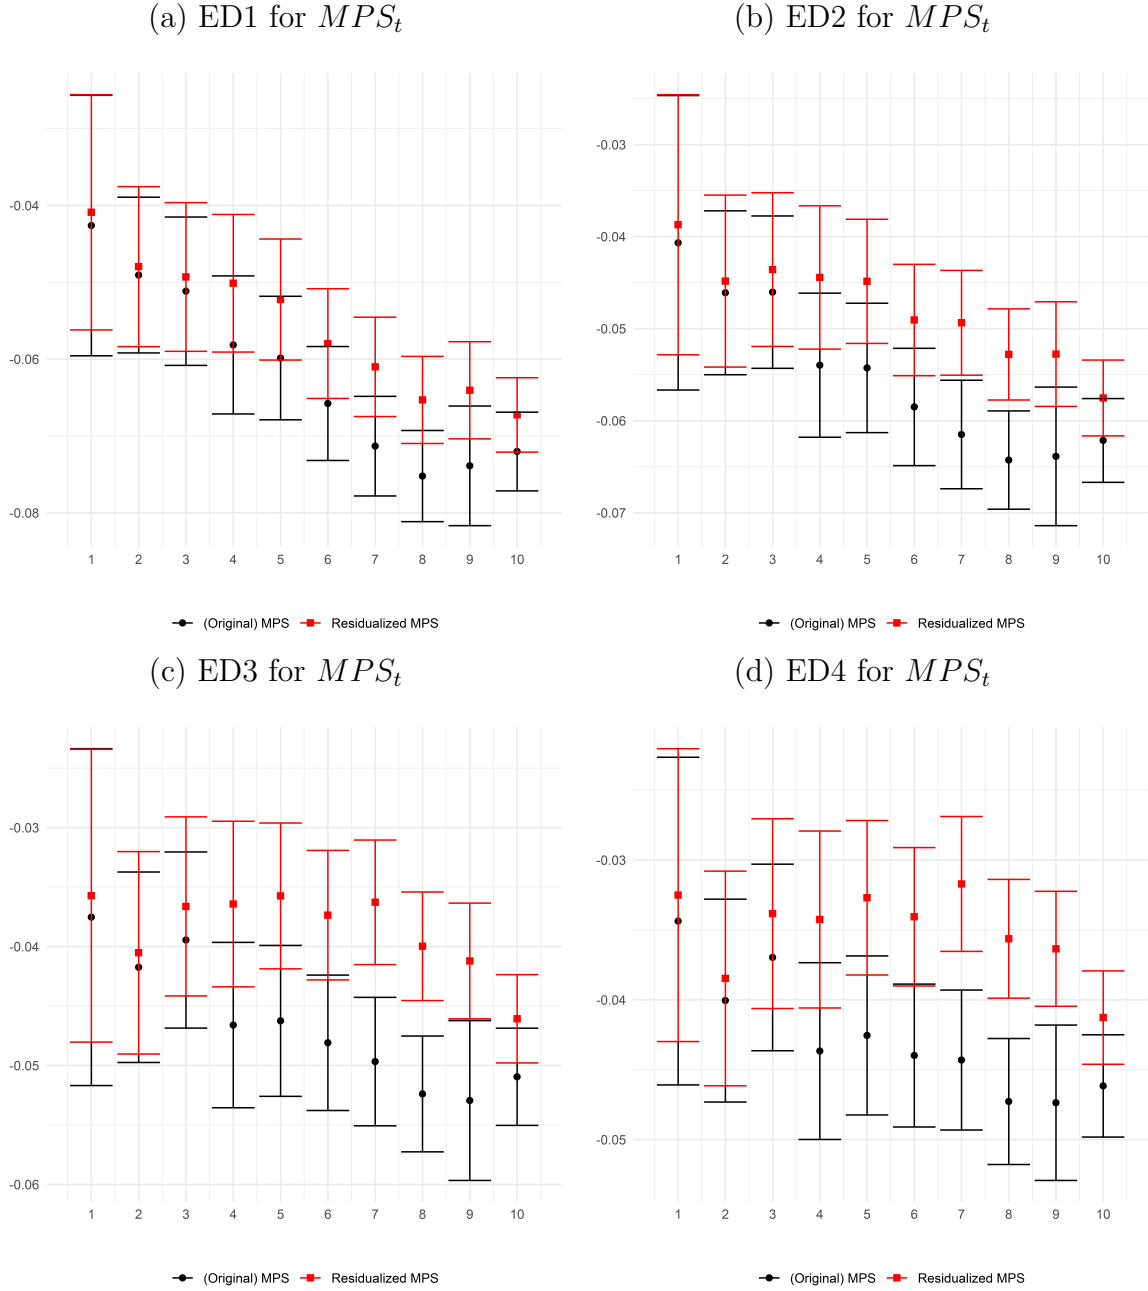 (a) ED1 for MPSₜ
-0.04
-0.06
-0.08
1 2 3 4 5 6 7 8 9 10
(Original) MPS Residualized MPS
(b) ED2 for MPSₜ
-0.03
-0.04
-0.05
-0.06
-0.07
1 2 3 4 5 6 7 8 9 10
(Original) MPS Residualized MPS
(c) ED3 for MPSₜ
-0.03
-0.04
-0.05
-0.06
1 2 3 4 5 6 7 8 9 10
(Original) MPS Residualized MPS
(d) ED4 for MPSₜ
-0.03
-0.04
-0.05
1 2 3 4 5 6 7 8 9 10
(Original) MPS Residualized MPS